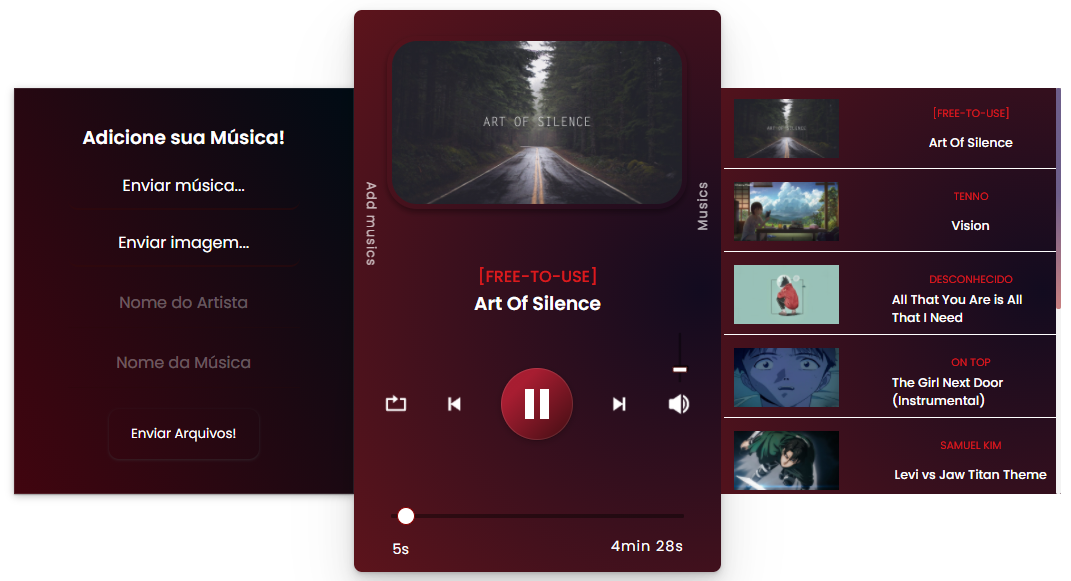 Adicione sua Música!
Enviar música...
Enviar imagem...
Nome do Artista
Nome da Música
Enviar Arquivos!
Add musics
ART OF SILENCE
Musics
[FREE-TO-USE]
Art Of Silence
5s
4min 28s
ART OF SILENCE
[FREE-TO-USE]
Art Of Silence
TENNO
Vision
DESCONHECIDO
All That You Are is All
That I Need
ON TOP
The Girl Next Door
(Instrumental)
SAMUEL KIM
Levi vs Jaw Titan Theme